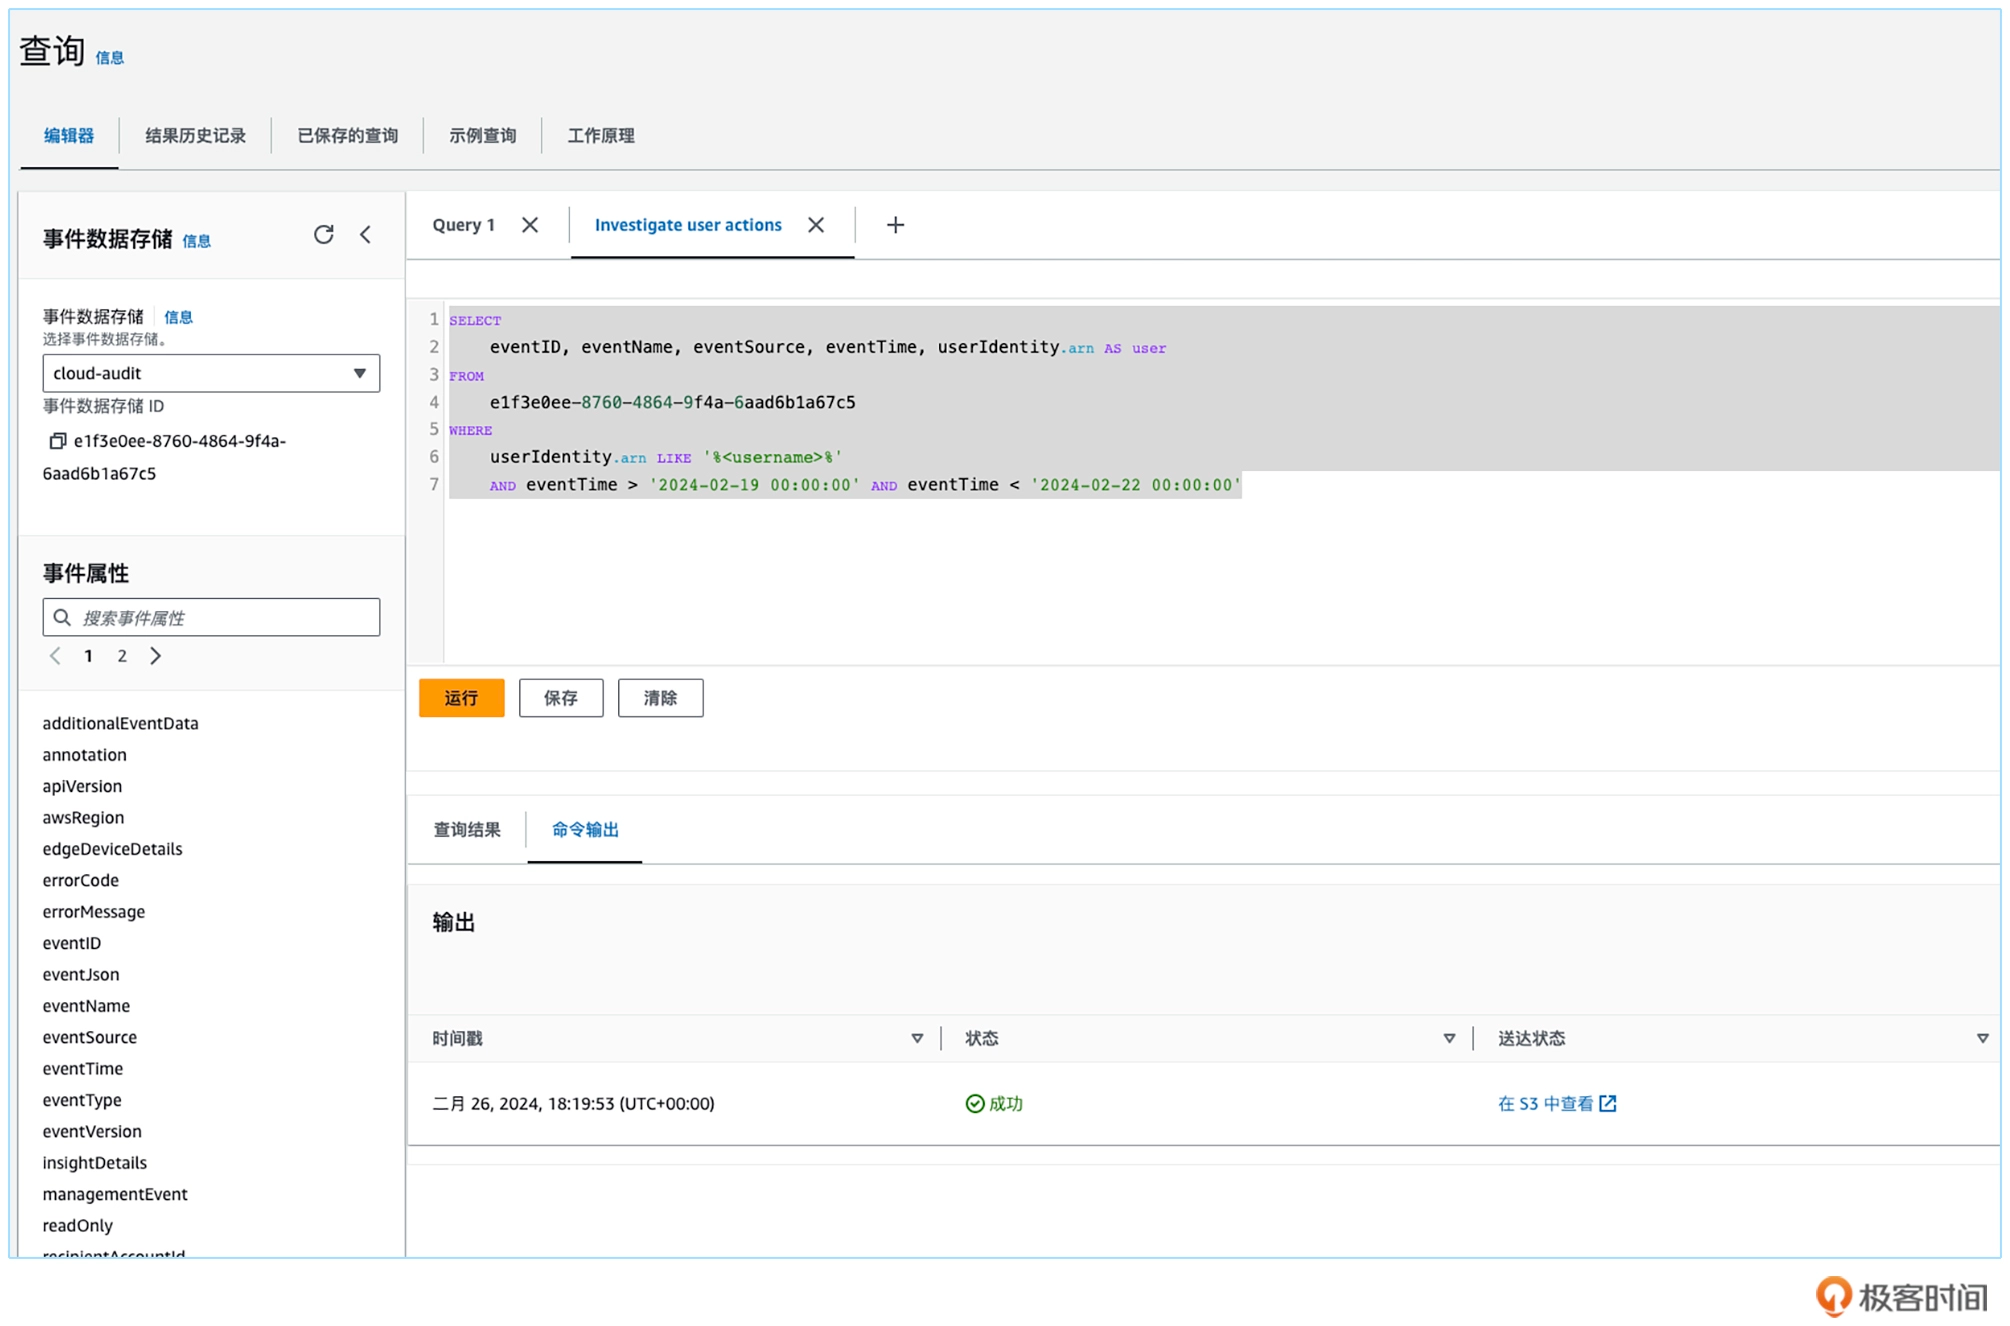 查询 信息
编辑器 结果历史记录 已保存的查询 示例查询 工作原理
事件数据存储 信息
事件数据存储 信息
选择事件数据存储。
cloud-audit
事件数据存储 ID
e1f3e0ee-8760-4864-9f4a-
6aad6b1a67c5
事件属性
搜索事件属性
1 2
additionalEventData
annotation
apiVersion
awsRegion
edgeDeviceDetails
errorCode
errorMessage
eventID
eventJson
eventName
eventSource
eventTime
eventType
eventVersion
insightDetails
managementEvent
readOnly
recipientAccountId
Query 1 Investigate user actions
1 SELECT
2 eventID, eventName, eventSource, eventTime, userIdentity.arn AS user
3 FROM
4 e1f3e0ee-8760-4864-9f4a-6aad6b1a67c5
5 WHERE
6 userIdentity.arn LIKE '%<username>%'
7 AND eventTime > '2024-02-19 00:00:00' AND eventTime < '2024-02-22 00:00:00'
运行 保存 清除
查询结果 命令输出
输出
时间戳 状态 送达状态
二月 26, 2024, 18:19:53 (UTC+00:00) 成功 在 S3 中查看
极客时间